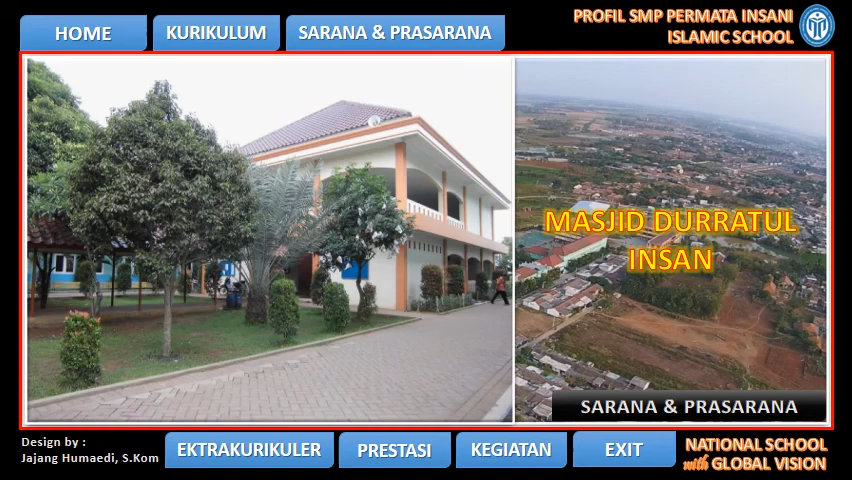 HOME
KURIKULUM
SARANA & PRASARANA
PROFIL SMP PERMATA INSANI
ISLAMIC SCHOOL
MASJID DURRATUL
INSAN
SARANA & PRASARANA
Design by :
Jajang Humaedi, S.Kom
EKTRAKURIKULER
PRESTASI
KEGIATAN
EXIT
NATIONAL SCHOOL
with GLOBAL VISION